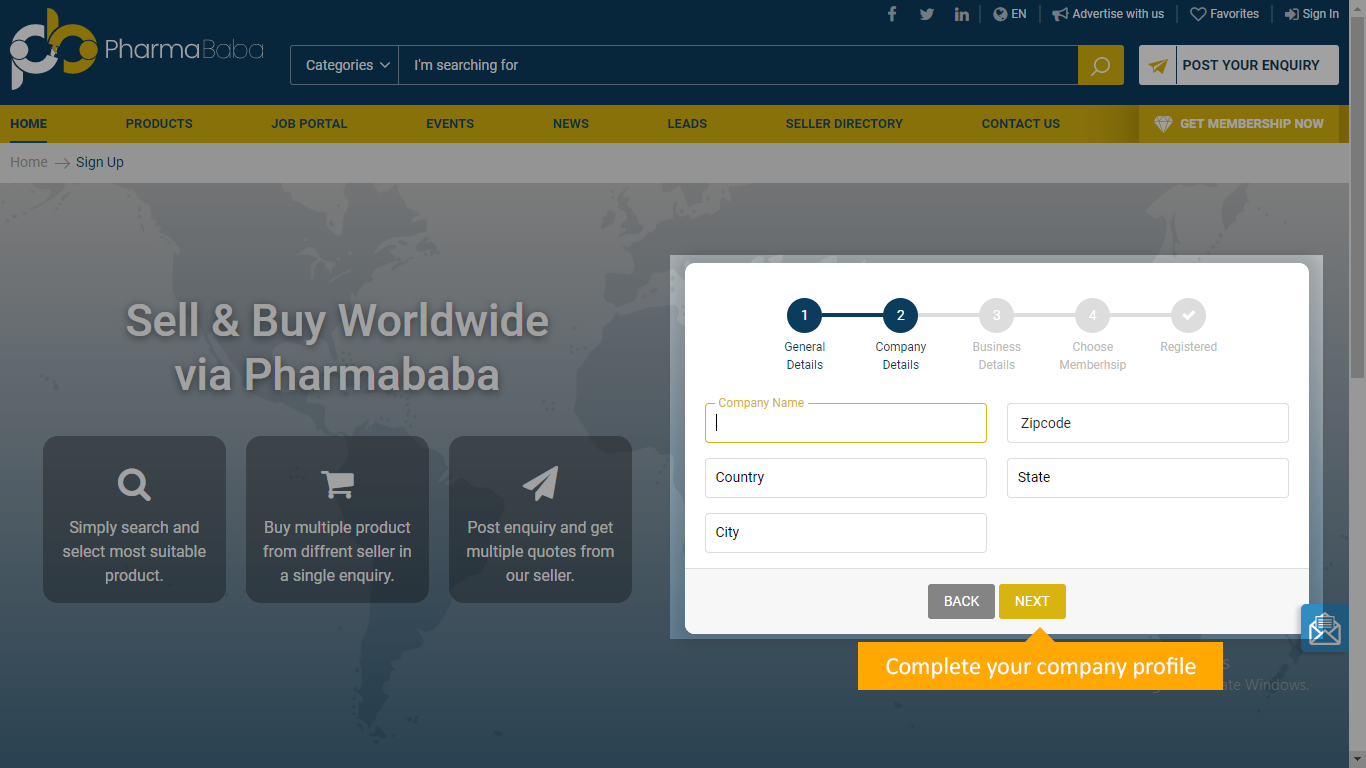 EN
Advertise with us
Favorites
Sign In
PharmaBaba
Categories
I'm searching for
POST YOUR ENQUIRY
HOME
PRODUCTS
JOB PORTAL
EVENTS
NEWS
LEADS
SELLER DIRECTORY
CONTACT US
GET MEMBERSHIP NOW
Home
Sign Up
Sell & Buy Worldwide
via Pharmababa
Simply search and
select most suitable
product.
Buy multiple product
from diffrent seller in
a single enquiry.
Post enquiry and get
multiple quotes from
our seller.
1
2
3
4
General
Details
Company
Details
Business
Details
Choose
Memberhsip
Registered
Company Name
Zipcode
Country
State
City
BACK
NEXT
Complete your company profile
Windows.